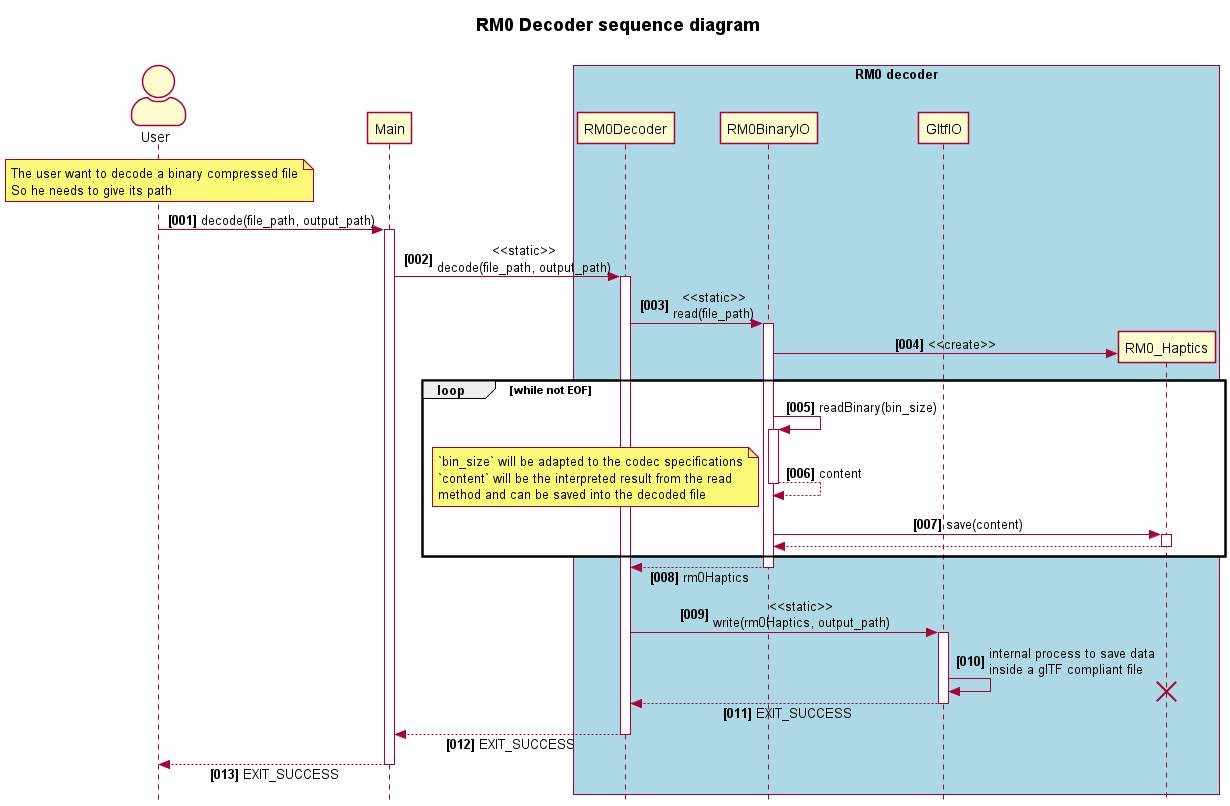 RM0 Decoder sequence diagram
RM0 decoder
User
Main
RM0Decoder
RM0BinaryIO
GltfIO
The user want to decode a binary compressed file
So he needs to give its path
[001] decode(file_path, output_path)
<<static>>
[002] decode(file_path, output_path)
<<static>>
[003] read(file_path)
[004] <<create>>
RM0_Haptics
loop [while not EOF]
[005] readBinary(bin_size)
`bin_size` will be adapted to the codec specifications
`content` will be the interpreted result from the read
method and can be saved into the decoded file
[006] content
[007] save(content)
[008] rm0Haptics
<<static>>
[009] write(rm0Haptics, output_path)
[010] internal process to save data
inside a glTF compliant file
[011] EXIT_SUCCESS
[012] EXIT_SUCCESS
[013] EXIT_SUCCESS